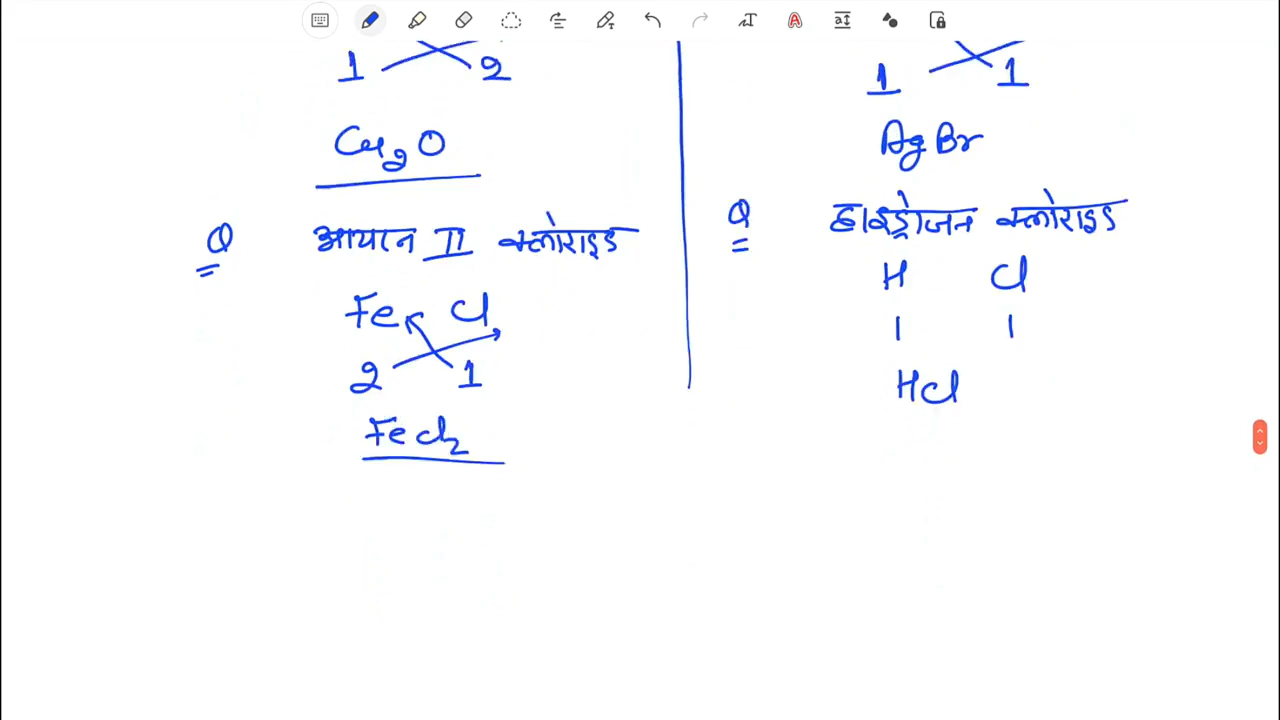 1 2
Cu2O
Q आयरन II क्लोराइड
Fe Cl
2 1
FeCl2
1 1
AgBr
Q हाइड्रोजन क्लोराइड
H Cl
1 1
HCl